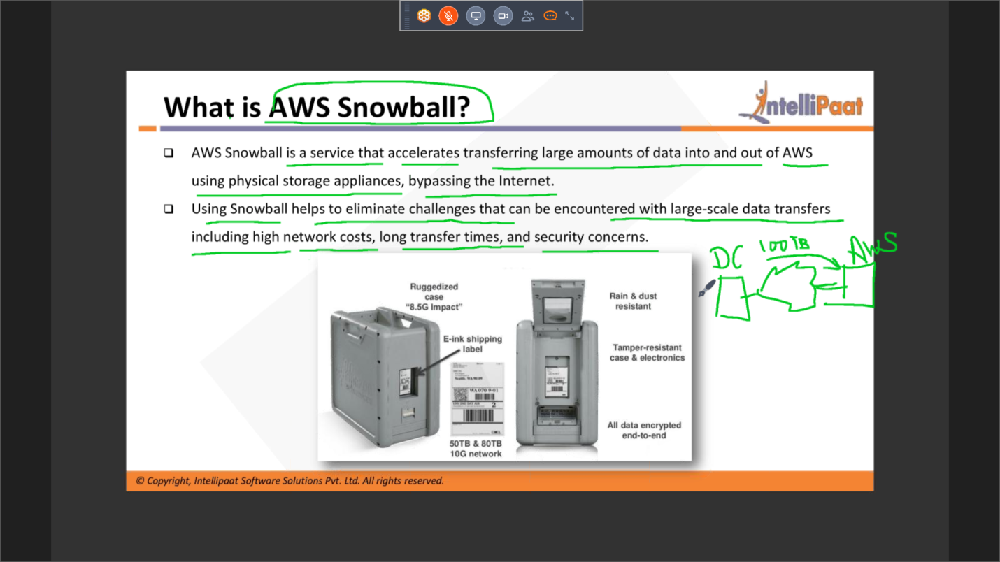 What is AWS Snowball?
IntelliPaat
AWS Snowball is a service that accelerates transferring large amounts of data into and out of AWS
using physical storage appliances, bypassing the Internet.
Using Snowball helps to eliminate challenges that can be encountered with large-scale data transfers
including high network costs, long transfer times, and security concerns.
DC 100TB AWS
Ruggedized
case
"8.5G Impact"
E-ink shipping
label
Seattle, WA
WA 070 9-01
2
50TB & 80TB
10G network
Rain & dust
resistant
Tamper-resistant
case & electronics
All data encrypted
end-to-end
© Copyright, Intellipaat Software Solutions Pvt. Ltd. All rights reserved.